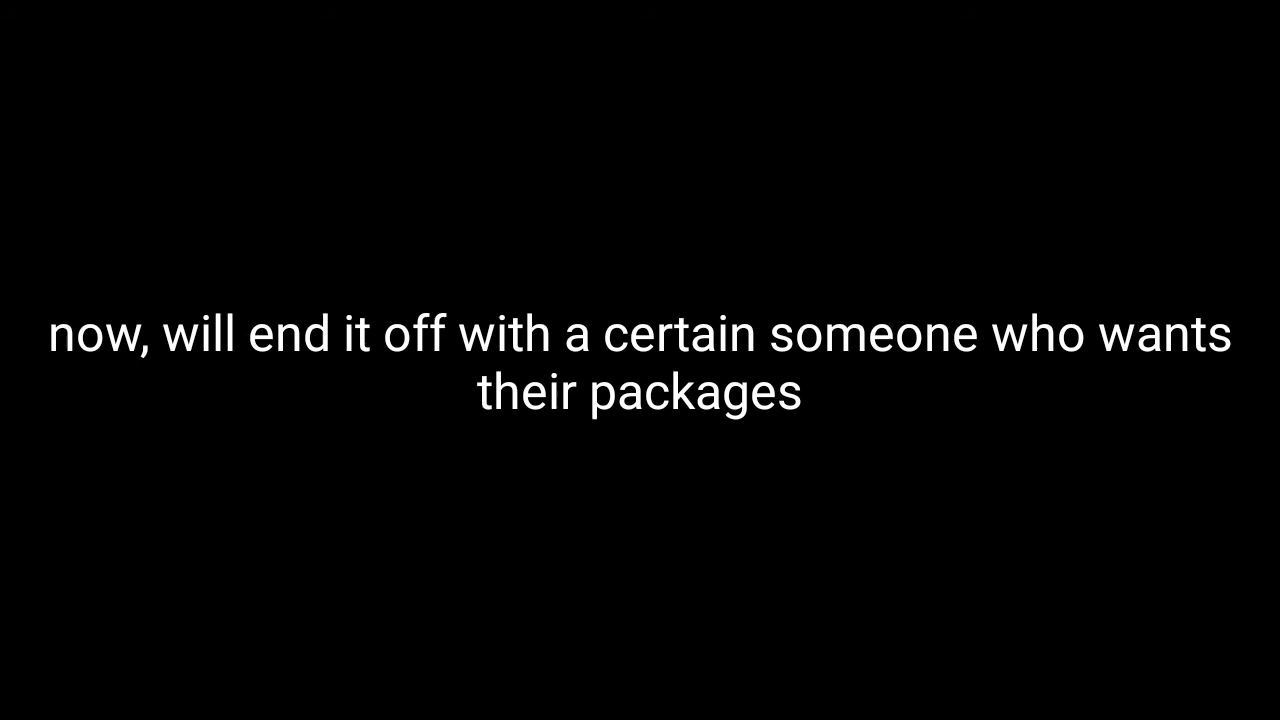 now, will end it off with a certain someone who wants
their packages